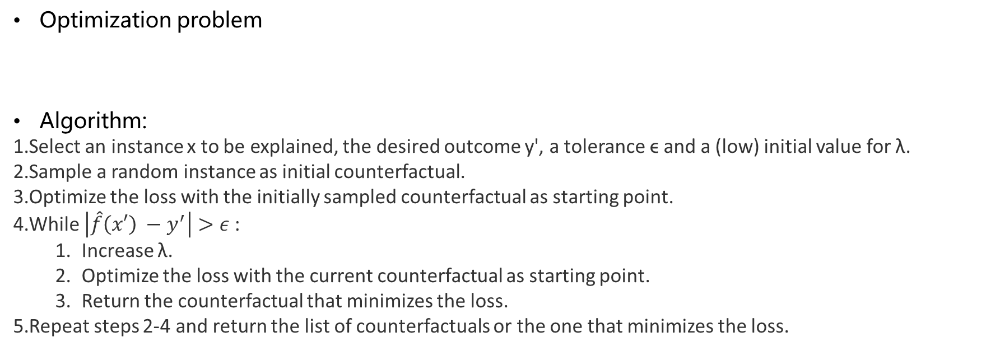 • Optimization problem
• Algorithm:
1.Select an instance x to be explained, the desired outcome y', a tolerance ϵ and a (low) initial value for λ.
2.Sample a random instance as initial counterfactual.
3.Optimize the loss with the initially sampled counterfactual as starting point.
4.While |f̂(x′) − y′| > ϵ :
1. Increase λ.
2. Optimize the loss with the current counterfactual as starting point.
3. Return the counterfactual that minimizes the loss.
5.Repeat steps 2-4 and return the list of counterfactuals or the one that minimizes the loss.